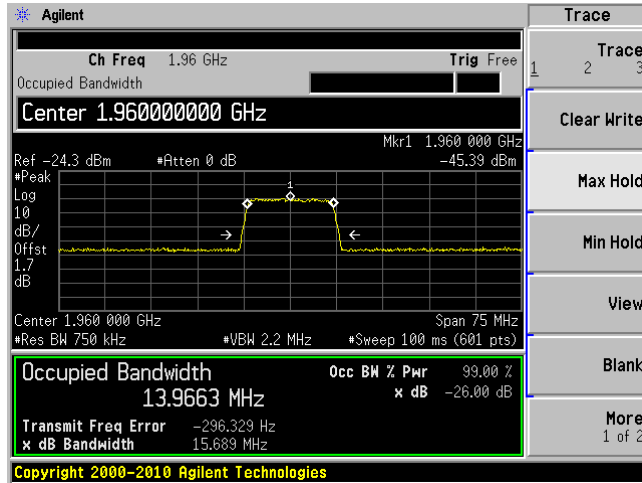 Agilent
Trace
Ch Freq 1.96 GHz Trig Free
Occupied Bandwidth
Center 1.960000000 GHz
Mkr1 1.960 000 GHz
Ref -24.3 dBm #Atten 0 dB -45.39 dBm
#Peak
Log
10
dB/
Offst
1.7
dB
1
Center 1.960 000 GHz Span 75 MHz
#Res BW 750 kHz #VBW 2.2 MHz #Sweep 100 ms (601 pts)
Occupied Bandwidth Occ BW % Pwr 99.00 %
13.9663 MHz x dB -26.00 dB
Transmit Freq Error -296.329 Hz
x dB Bandwidth 15.689 MHz
Copyright 2000-2010 Agilent Technologies
Trace
1 2 3
Clear Write
Max Hold
Min Hold
View
Blank
More
1 of 2